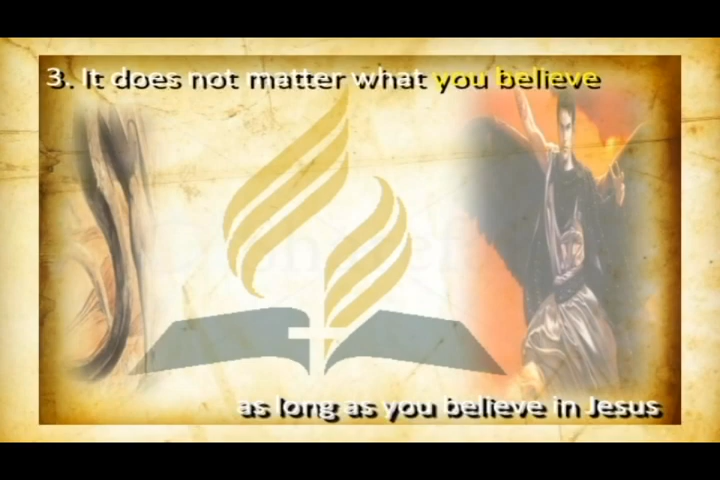 3. It does not matter what you believe
as long as you believe in Jesus